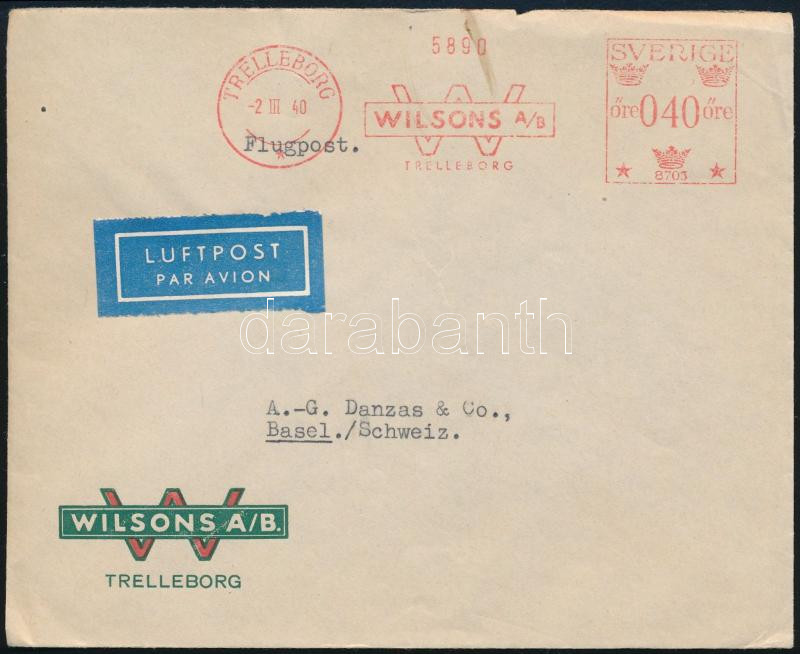 5890
TRELLEBORG
-2 III 40
WILSONS A/B
TRELLEBORG
SVERIGE
öre 040 öre
8703
Flugpost.
LUFTPOST
PAR AVION
darabanth
A.-G. Danzas & Co.,
Basel./Schweiz.
WILSONS A/B.
TRELLEBORG